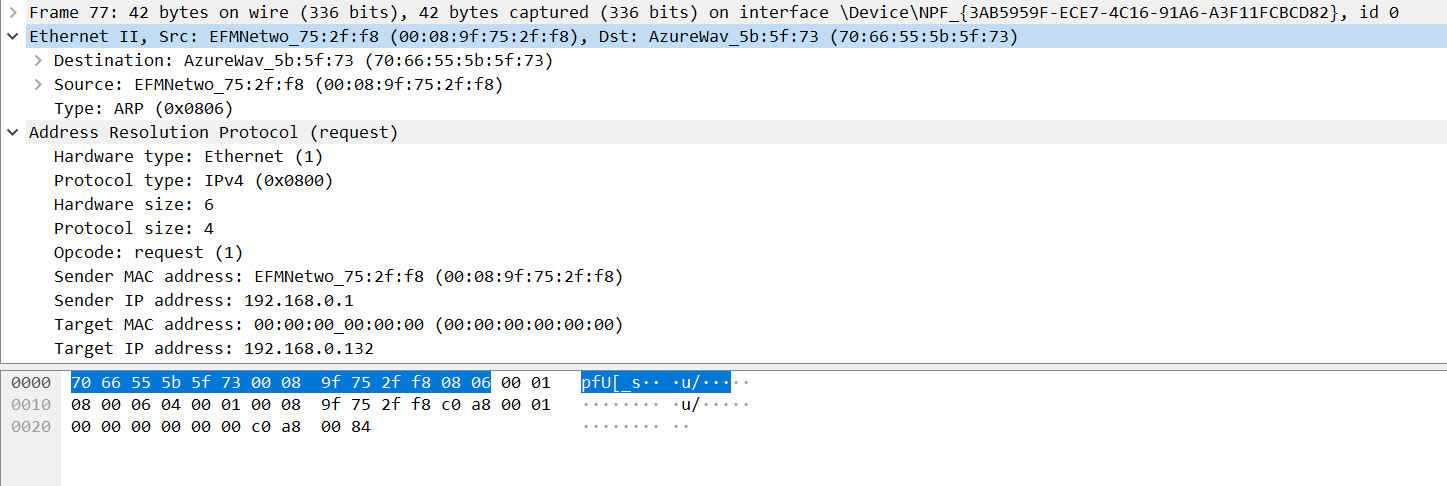 Frame 77: 42 bytes on wire (336 bits), 42 bytes captured (336 bits) on interface \Device\NPF_{3AB5959F-ECE7-4C16-91A6-A3F11FCBCD82}, id 0
Ethernet II, Src: EFMNetwo_75:2f:f8 (00:08:9f:75:2f:f8), Dst: AzureWav_5b:5f:73 (70:66:55:5b:5f:73)
Destination: AzureWav_5b:5f:73 (70:66:55:5b:5f:73)
Source: EFMNetwo_75:2f:f8 (00:08:9f:75:2f:f8)
Type: ARP (0x0806)
Address Resolution Protocol (request)
Hardware type: Ethernet (1)
Protocol type: IPv4 (0x0800)
Hardware size: 6
Protocol size: 4
Opcode: request (1)
Sender MAC address: EFMNetwo_75:2f:f8 (00:08:9f:75:2f:f8)
Sender IP address: 192.168.0.1
Target MAC address: 00:00:00_00:00:00 (00:00:00:00:00:00)
Target IP address: 192.168.0.132
0000 70 66 55 5b 5f 73 00 08 9f 75 2f f8 08 06 00 01 pfU[_s·· ·u/·····
0010 08 00 06 04 00 01 00 08 9f 75 2f f8 c0 a8 00 01 ········ ·u/·····
0020 00 00 00 00 00 00 c0 a8 00 84 ········ ··